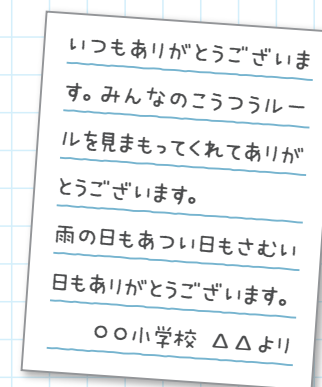 いつもありがとうございま
す。みんなのこうつうルー
ルを見まもってくれてありが
とうございます。
雨の日もあつい日もさむい
日もありがとうございます。
〇〇小学校 △△より